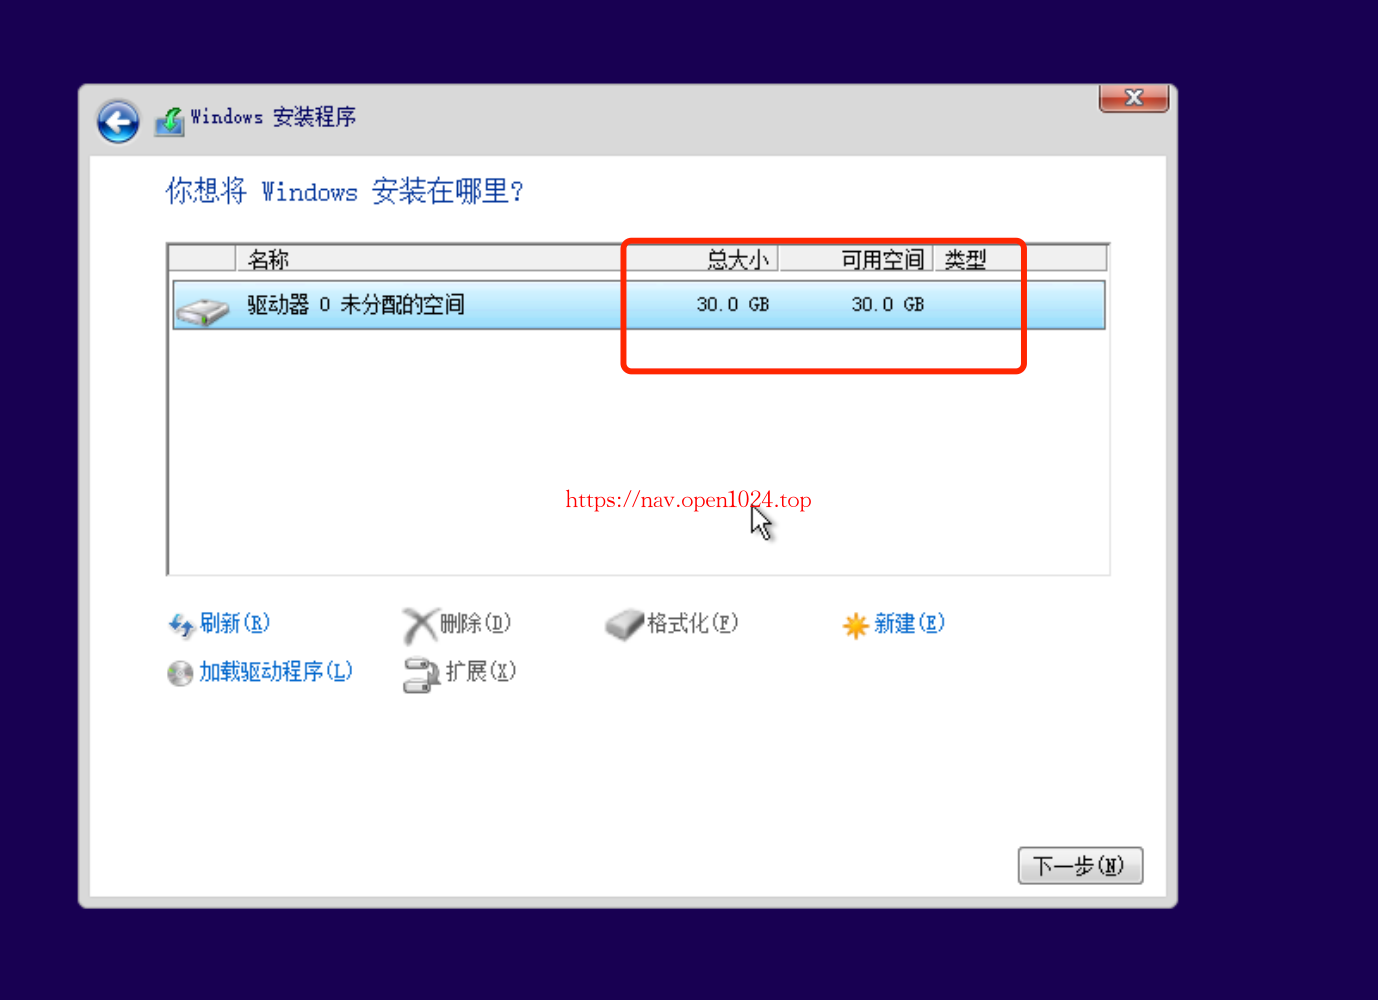 Windows 安装程序
你想将 Windows 安装在哪里?
名称 总大小 可用空间 类型
驱动器 0 未分配的空间 30.0 GB 30.0 GB
https://nav.open1024.top
刷新(R) 删除(D) 格式化(F) 新建(E)
加载驱动程序(L) 扩展(X)
下一步(N)